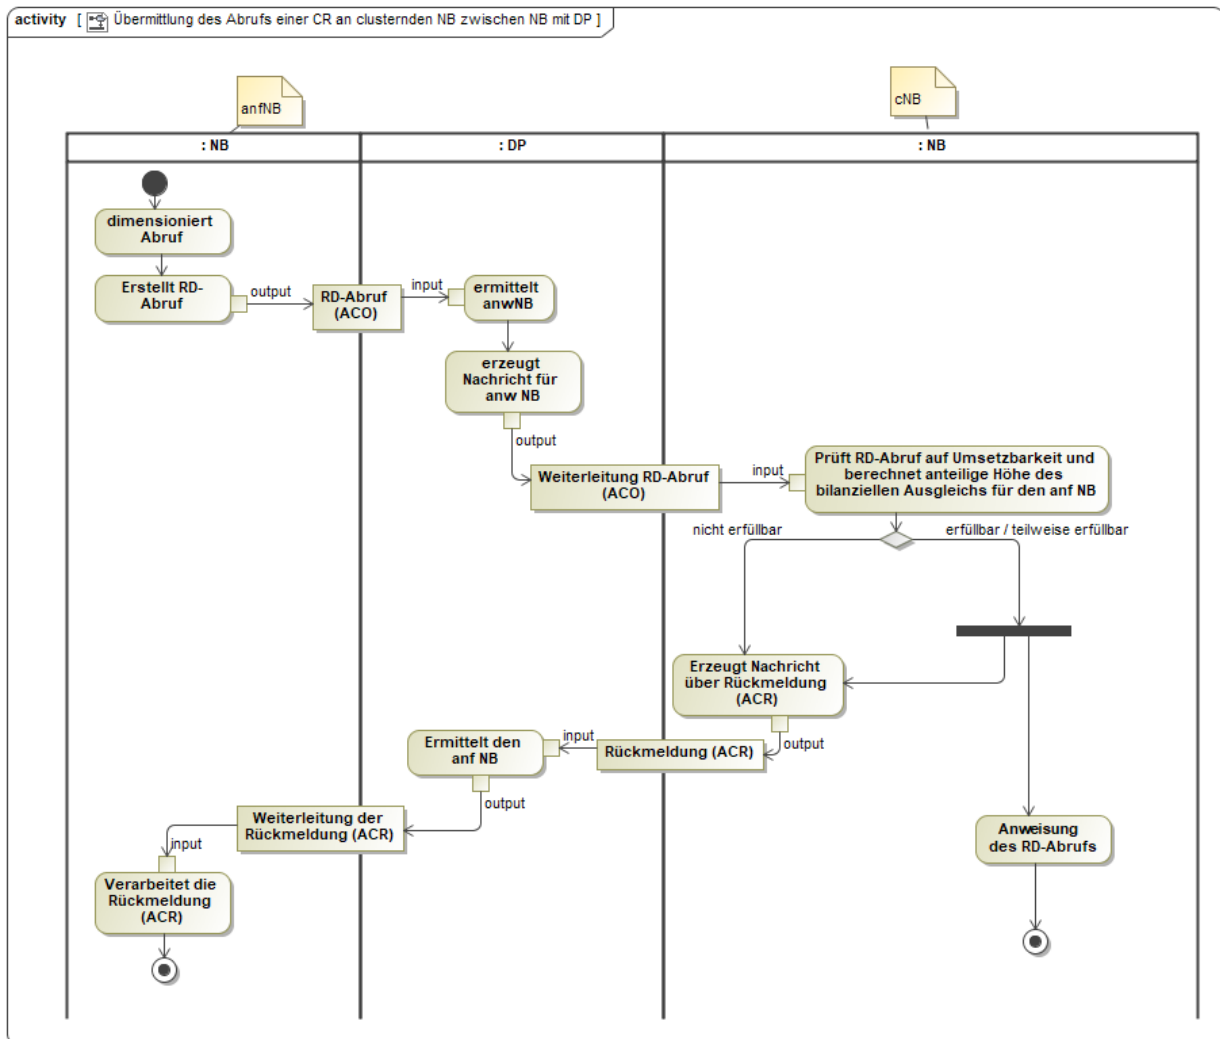 activity [ Übermittlung des Abrufs einer CR an clusternden NB zwischen NB mit DP ]
anfNB
cNB
: NB
: DP
: NB
dimensioniert
Abruf
Erstellt RD-
Abruf
output
RD-Abruf
(ACO)
input
ermittelt
anwNB
erzeugt
Nachricht für
anw NB
output
Weiterleitung RD-Abruf
(ACO)
input
Prüft RD-Abruf auf Umsetzbarkeit und
berechnet anteilige Höhe des
bilanziellen Ausgleichs für den anf NB
nicht erfüllbar
erfüllbar / teilweise erfüllbar
Erzeugt Nachricht
über Rückmeldung
(ACR)
output
Rückmeldung (ACR)
input
Ermittelt den
anf NB
output
Weiterleitung der
Rückmeldung (ACR)
input
Verarbeitet die
Rückmeldung
(ACR)
Anweisung
des RD-Abrufs